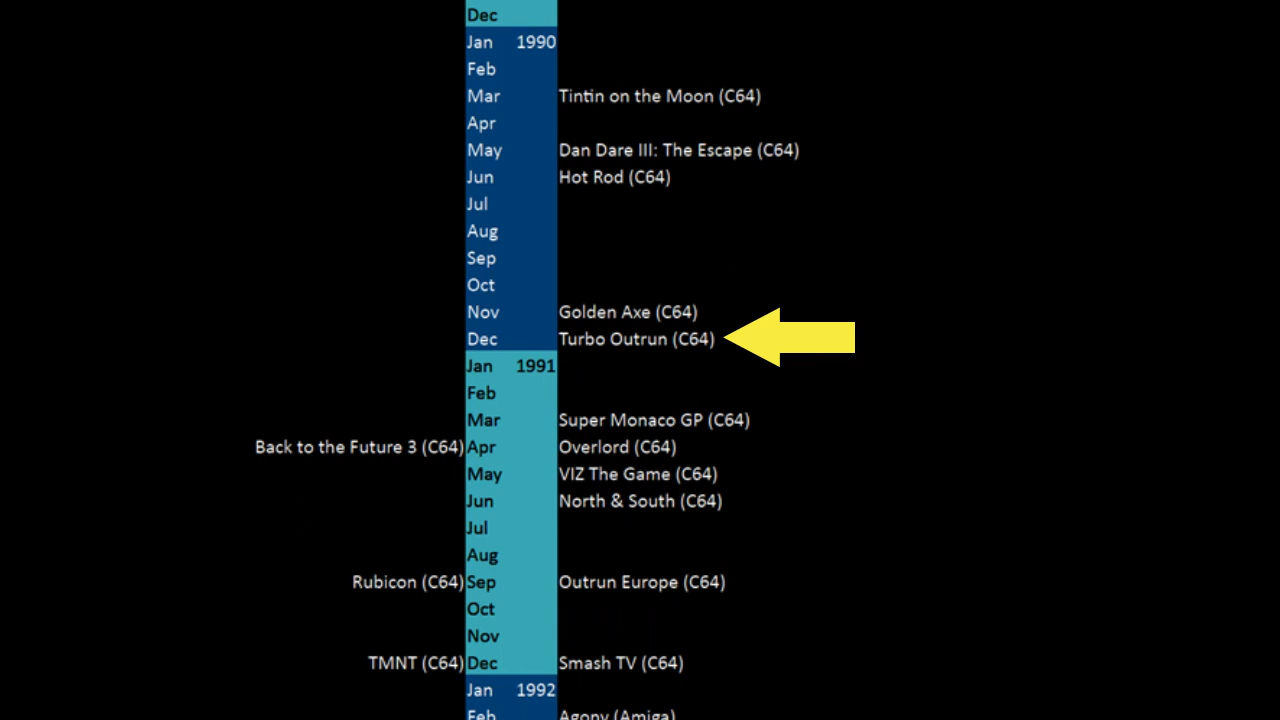 Dec
Jan 1990
Feb
Mar Tintin on the Moon (C64)
Apr
May Dan Dare III: The Escape (C64)
Jun Hot Rod (C64)
Jul
Aug
Sep
Oct
Nov Golden Axe (C64)
Dec Turbo Outrun (C64)
Jan 1991
Feb
Mar Super Monaco GP (C64)
Back to the Future 3 (C64) Apr Overlord (C64)
May VIZ The Game (C64)
Jun North & South (C64)
Jul
Aug
Rubicon (C64) Sep Outrun Europe (C64)
Oct
Nov
TMNT (C64) Dec Smash TV (C64)
Jan 1992
Feb Agony (Amiga)